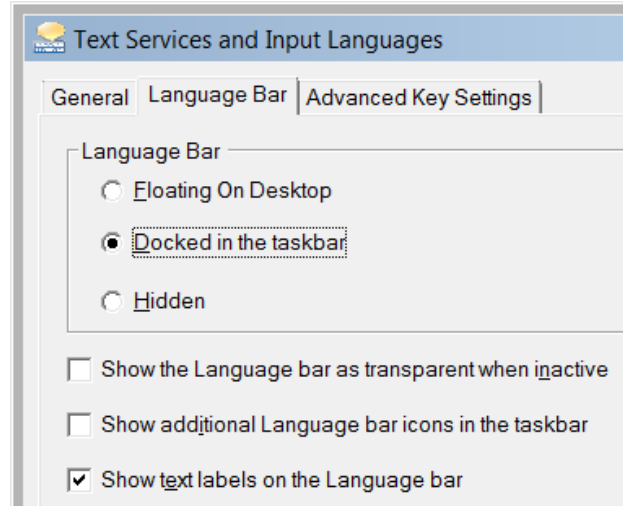 Text Services and Input Languages
General Language Bar Advanced Key Settings
Language Bar
Floating On Desktop
Docked in the taskbar
Hidden
Show the Language bar as transparent when inactive
Show additional Language bar icons in the taskbar
Show text labels on the Language bar